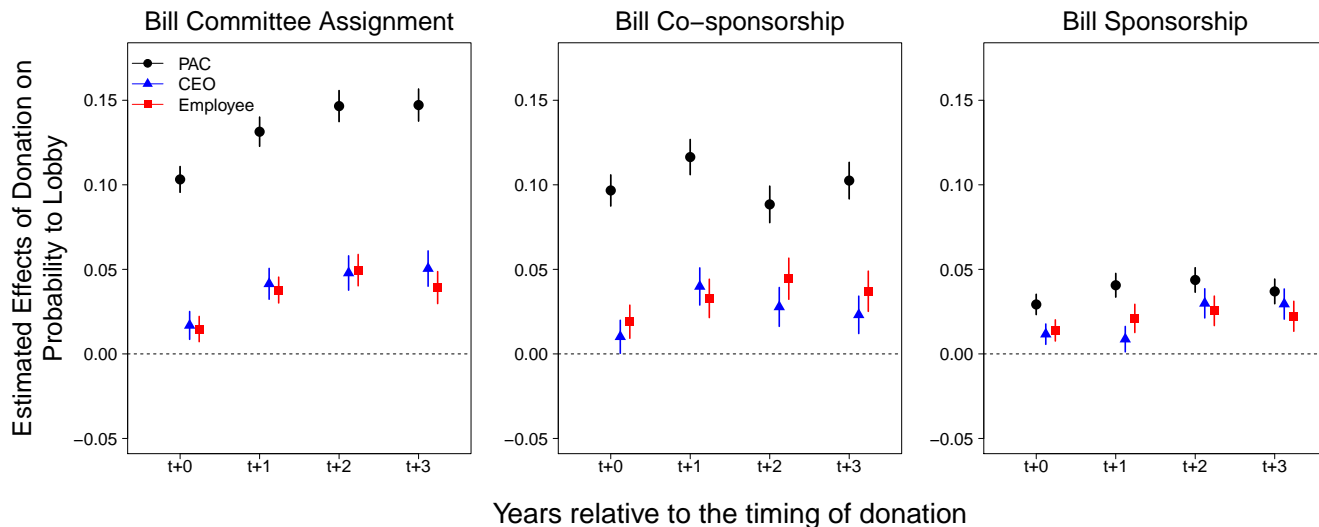 Bill Committee Assignment
Bill Co−sponsorship
Bill Sponsorship
Estimated Effects of Donation on
Probability to Lobby
PAC
CEO
Employee
0.15
0.10
0.05
0.00
−0.05
t+0 t+1 t+2 t+3
0.15
0.10
0.05
0.00
−0.05
t+0 t+1 t+2 t+3
0.15
0.10
0.05
0.00
−0.05
t+0 t+1 t+2 t+3
Years relative to the timing of donation